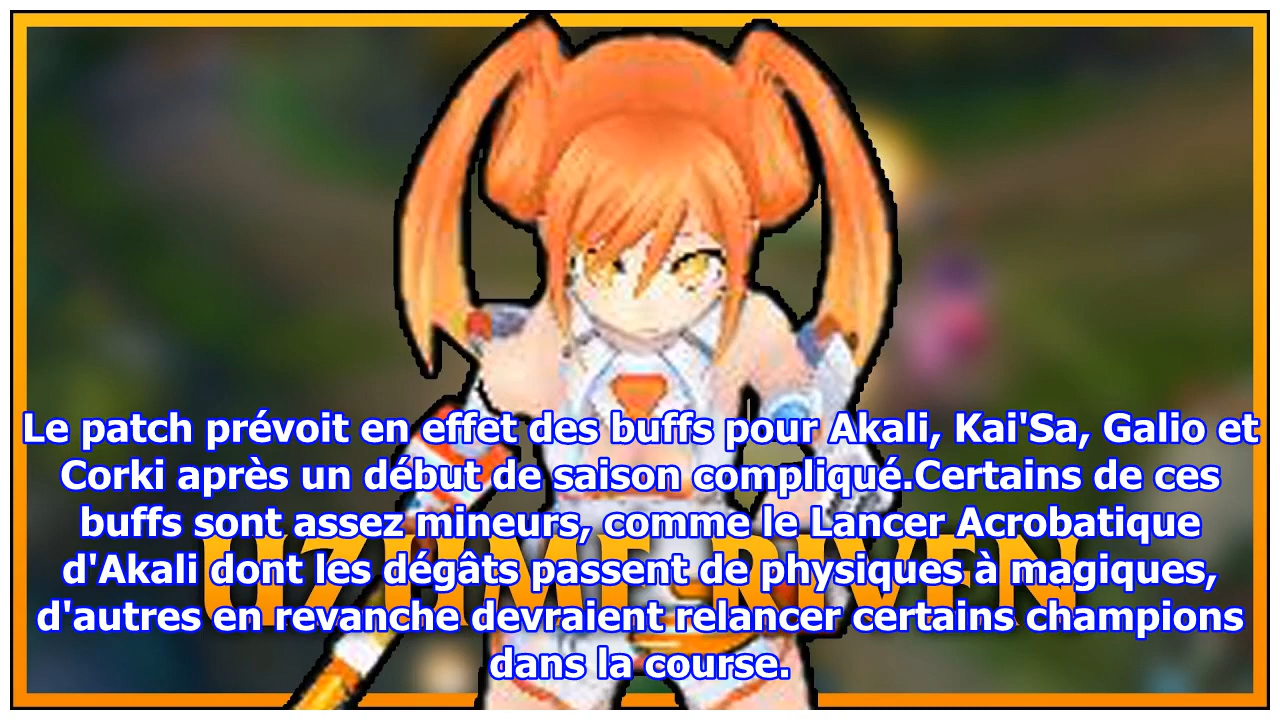 Le patch prévoit en effet des buffs pour Akali, Kai'Sa, Galio et
Corki après un début de saison compliqué.Certains de ces
buffs sont assez mineurs, comme le Lancer Acrobatique
d'Akali dont les dégâts passent de physiques à magiques,
d'autres en revanche devraient relancer certains champions
dans la course.
UZUME RIVEN